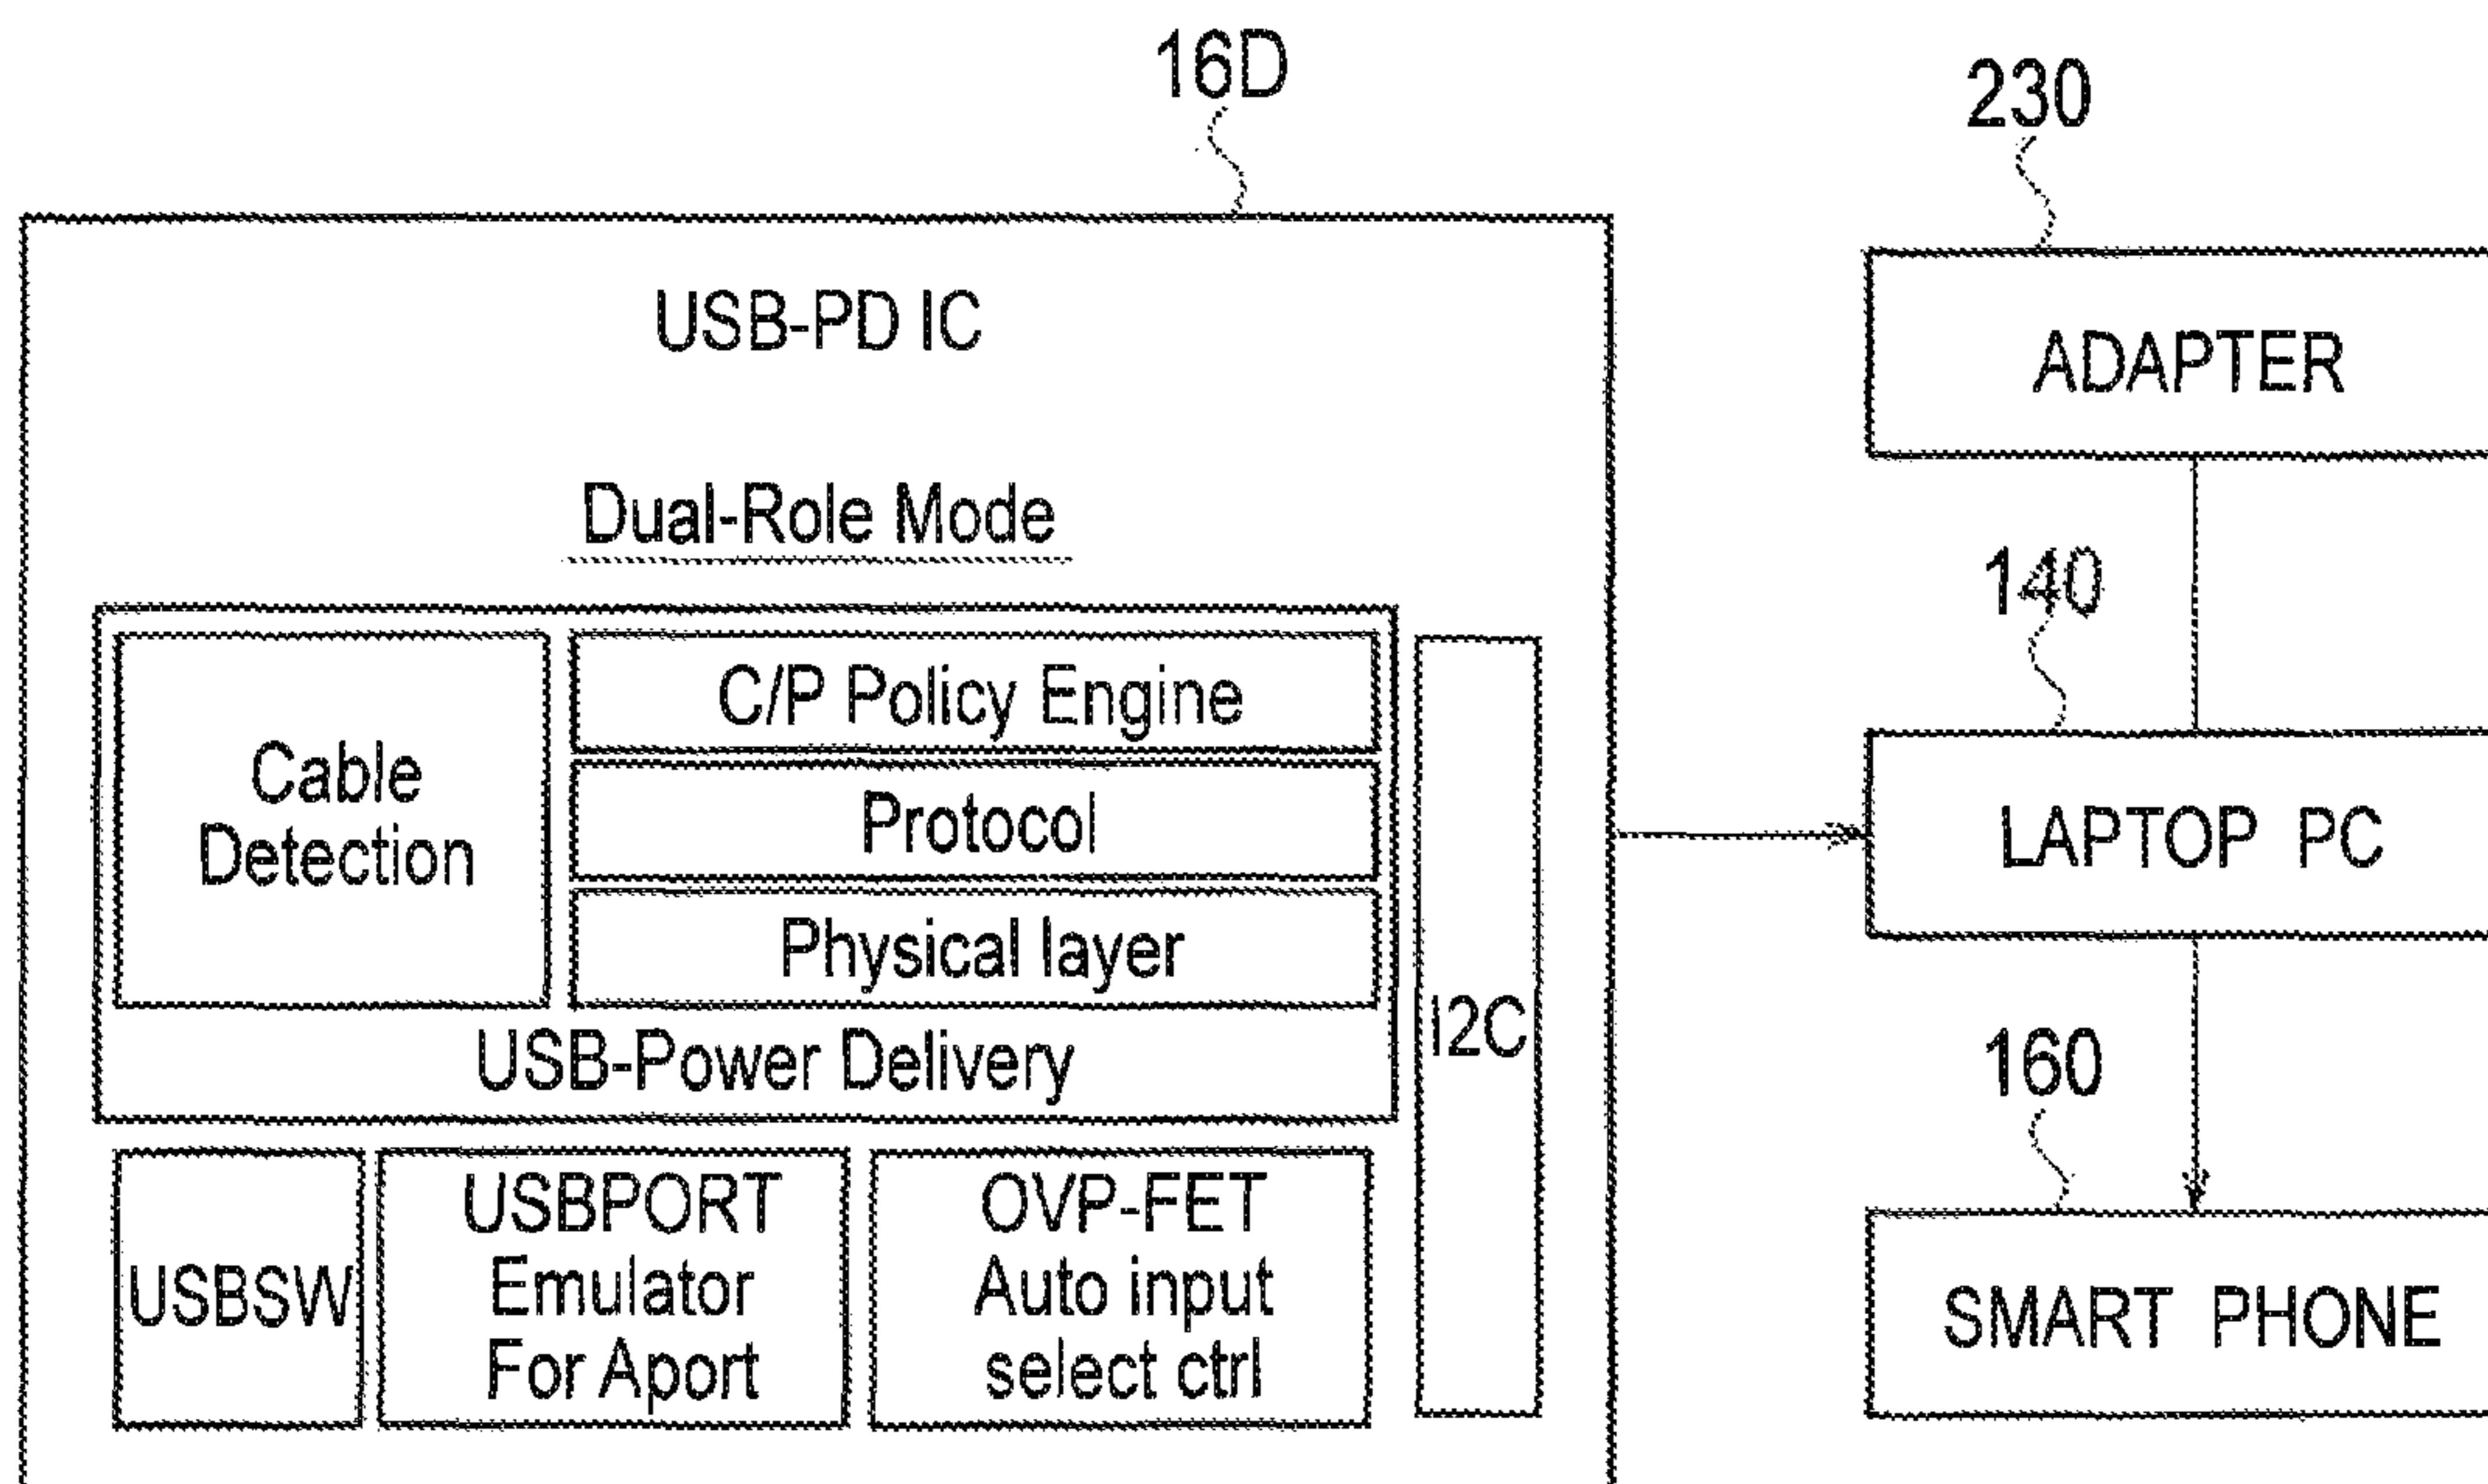 16D
USB-PD IC
Dual-Role Mode
Cable
Detection
C/P Policy Engine
Protocol
Physical layer
USB-Power Delivery
I2C
USBSW
USBPORT
Emulator
For Aport
OVP-FET
Auto input
select ctrl
230
ADAPTER
140
LAPTOP PC
160
SMART PHONE